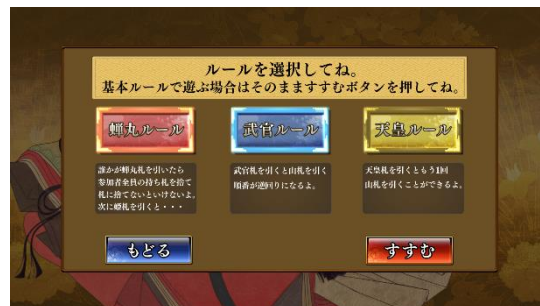 ルールを選択してね。
基本ルールで遊ぶ場合はそのまますすむボタンを押してね。
蝉丸ルール
武官ルール
天皇ルール
誰かが蝉丸札を引いたら
参加者全員の持ち札を捨て
札に捨てないといけないよ。
次に姫札を引くと・・・
武官札を引くと山札を引く
順番が逆回りになるよ。
天皇札を引くともう1回
山札を引くことができるよ。
もどる
すすむ